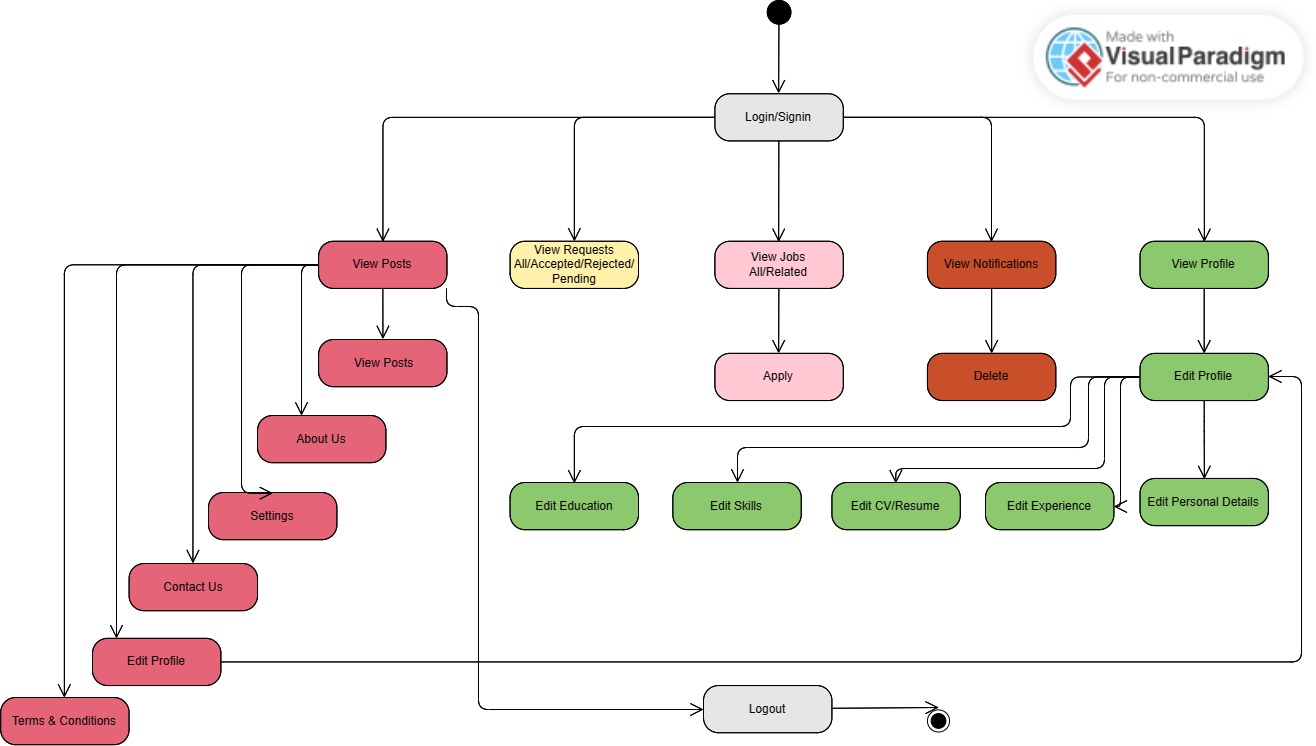 Made with
Visual Paradigm
For non-commercial use
Login/Signin
View Posts
View Requests
All/Accepted/Rejected/
Pending
View Jobs
All/Related
View Notifications
View Profile
View Posts
Apply
Delete
Edit Profile
About Us
Settings
Edit Education
Edit Skills
Edit CV/Resume
Edit Experience
Edit Personal Details
Contact Us
Edit Profile
Terms & Conditions
Logout